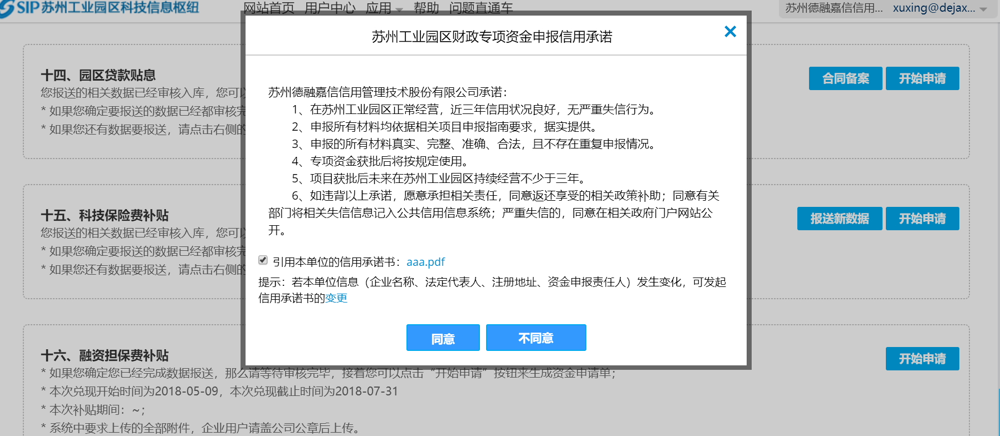 SIP苏州工业园区科技信息枢纽
网站首页 用户中心 应用 帮助 问题直通车
苏州德融嘉信信用... xuxing@dejax...
苏州工业园区财政专项资金申报信用承诺
苏州德融嘉信信用管理技术股份有限公司承诺：
1、在苏州工业园区正常经营，近三年信用状况良好，无严重失信行为。
2、申报所有材料均依据相关项目申报指南要求，据实提供。
3、申报的所有材料真实、完整、准确、合法，且不存在重复申报情况。
4、专项资金获批后将按规定使用。
5、项目获批后未来在苏州工业园区持续经营不少于三年。
6、如违背以上承诺，愿意承担相关责任，同意返还享受的相关政策补助；同意有关
部门将相关失信信息记入公共信用信息系统；严重失信的，同意在相关政府门户网站公
开。
引用本单位的信用承诺书：aaa.pdf
提示：若本单位信息（企业名称、法定代表人、注册地址、资金申报责任人）发生变化，可发起
信用承诺书的变更
同意 不同意
十四、园区贷款贴息
合同备案 开始申请
您报送的相关数据已经审核入库，您可以
* 如果您确定要报送的数据已经都审核完
* 如果您还有数据要报送，请点击右侧的
十五、科技保险费补贴
报送新数据 开始申请
您报送的相关数据已经审核入库，您可以
* 如果您确定要报送的数据已经都审核完
* 如果您还有数据要报送，请点击右侧的
十六、融资担保费补贴
开始申请
* 如果您确定您已经完成数据报送，那么请等待审核完毕，接着您可以点击“开始申请”按钮来生成资金申请单；
* 本次兑现开始时间为2018-05-09，本次兑现截止时间为2018-07-31
* 本次补贴期间：~；
* 系统中要求上传的全部附件，企业用户请盖公司公章后上传。